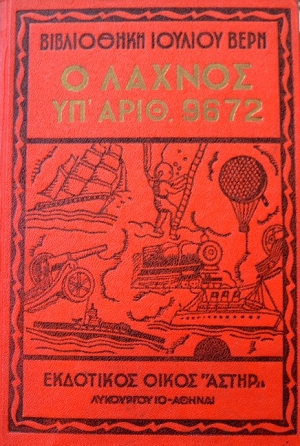 ΒΙΒΛΙΟΘΗΚΗ ΙΟΥΛΙΟΥ ΒΕΡΝ
Ο ΛΑΧΝΟΣ
ΥΠ' ΑΡΙΘ. 9672
ΕΚΔΟΤΙΚΟΣ ΟΙΚΟΣ "ΑΣΤΗΡ„
ΛΥΚΟΥΡΓΟΥ 10-ΑΘΗΝΑΙ